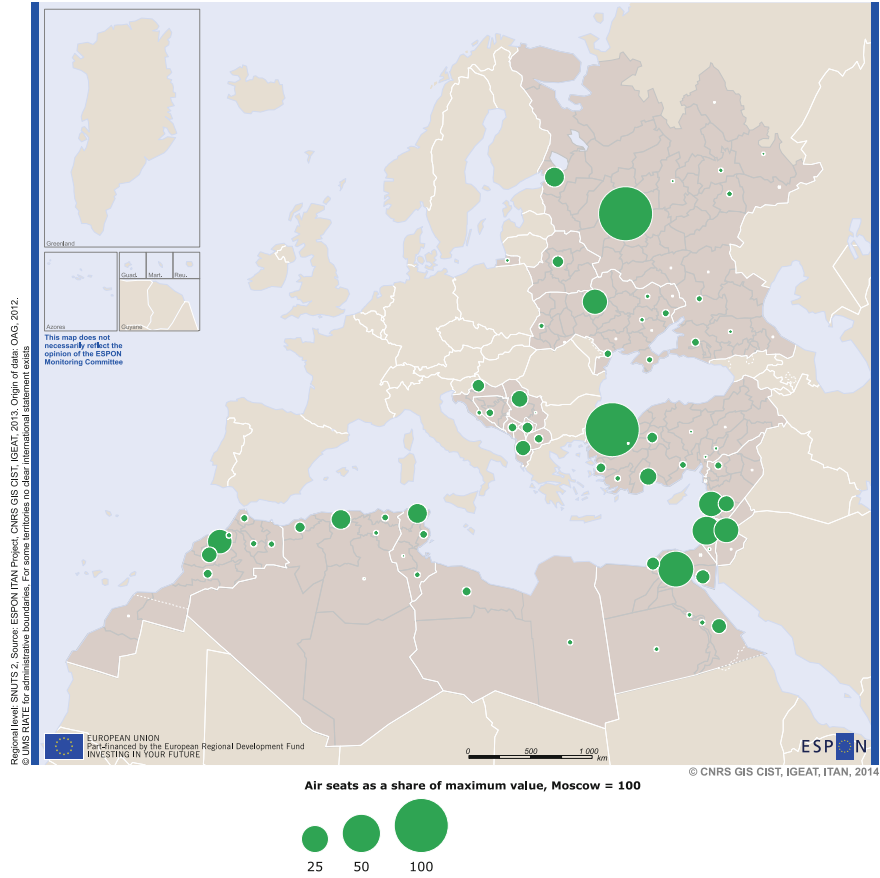 Greenland
Guad.
Mart.
Reu.
Azores
Guyane
This map does not
necessarily reflect the
opinion of the ESPON
Monitoring Committee
Regional level: SNUTS 2, Source: ESPON ITAN Project, CNRS GIS CIST, IGEAT, 2013. Origin of data: OAG, 2012.
© UMS RIATE for administrative boundaries. For some territories no clear international statement exists
EUROPEAN UNION
Part-financed by the European Regional Development Fund
INVESTING IN YOUR FUTURE
0 500 1 000
km
ESPON
© CNRS GIS CIST, IGEAT, ITAN, 2014
Air seats as a share of maximum value, Moscow = 100
25 50 100